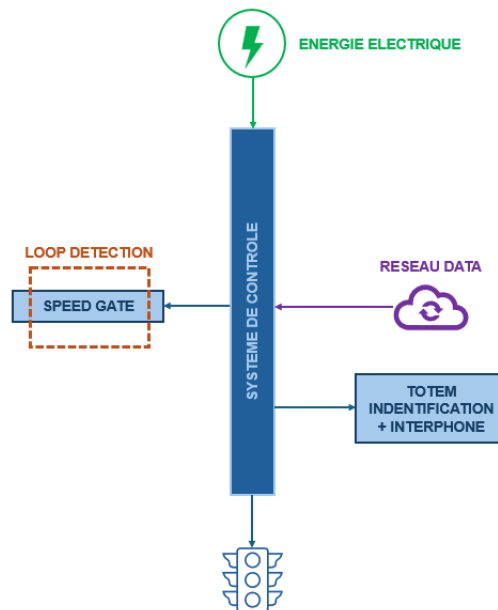 ENERGIE ELECTRIQUE
LOOP DETECTION
SPEED GATE
SYSTEME DE CONTROLE
RESEAU DATA
TOTEM
INDENTIFICATION
+ INTERPHONE